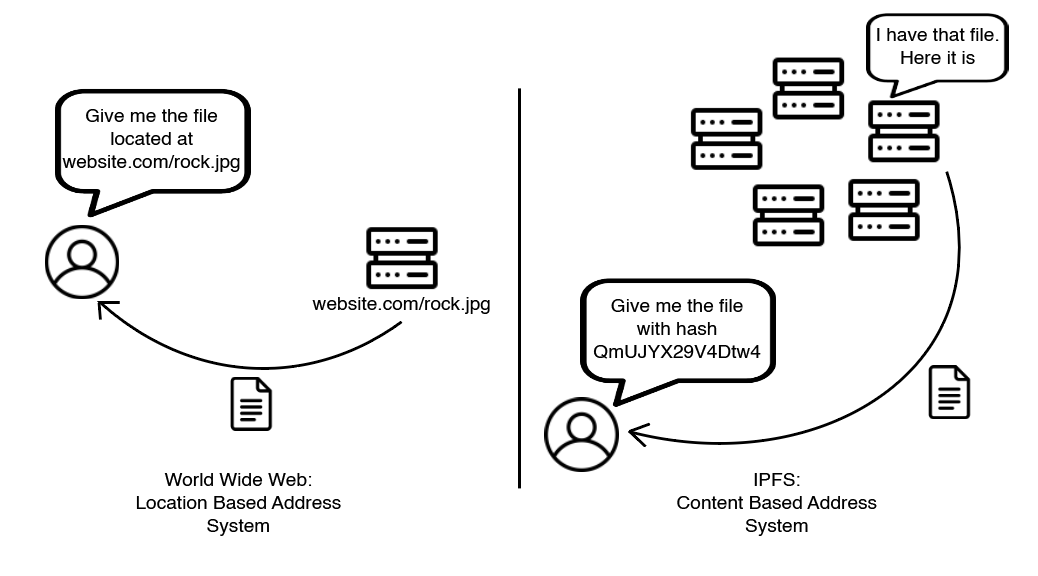 Give me the file
located at
website.com/rock.jpg
website.com/rock.jpg
World Wide Web:
Location Based Address
System
I have that file.
Here it is
Give me the file
with hash
QmUJYX29V4Dtw4
IPFS:
Content Based Address
System